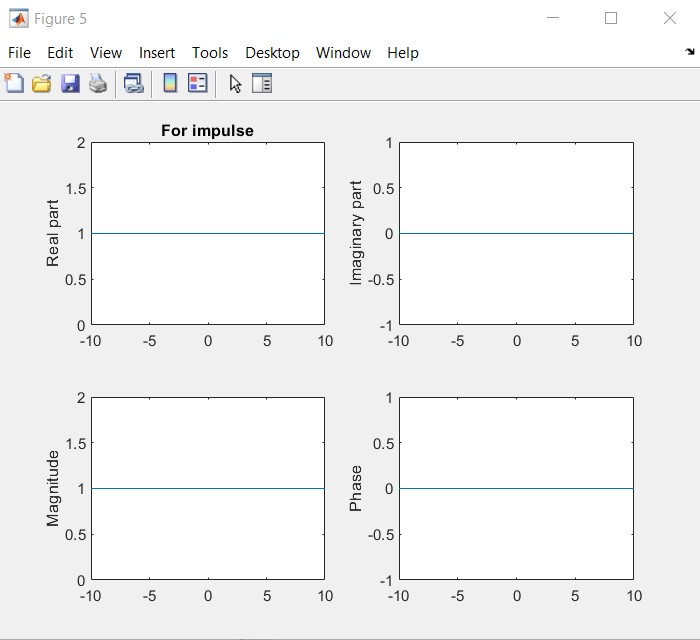 Figure 5
File Edit View Insert Tools Desktop Window Help
For impulse
Real part
2
1.5
1
0.5
0
-10 -5 0 5 10
Imaginary part
1
0.5
0
-0.5
-1
-10 -5 0 5 10
Magnitude
2
1.5
1
0.5
0
-10 -5 0 5 10
Phase
1
0.5
0
-0.5
-1
-10 -5 0 5 10